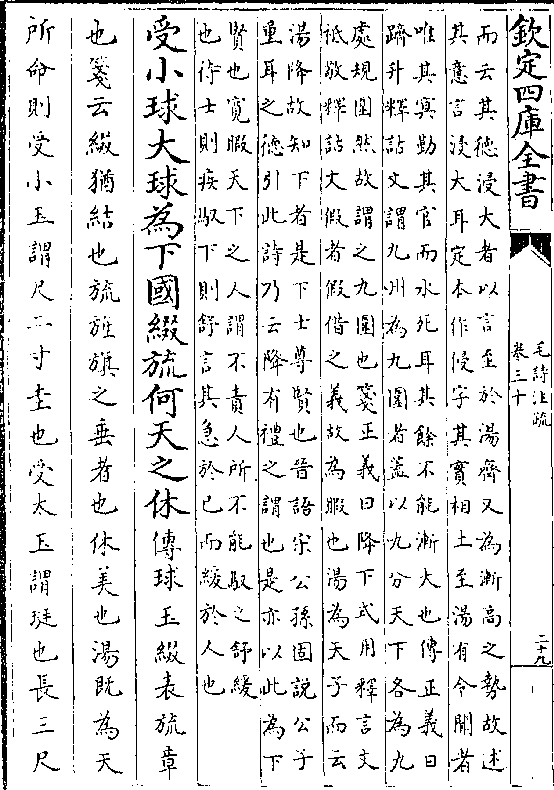 欽定四庫全書
毛詩注疏
卷三十
二十九
而云其德浸大者以言至於湯齊又為漸高之勢故述
其意言浸大耳定本作侵字其實相土至湯有令聞者
唯其冥勤其官而水死耳其餘不能漸大也傳正義曰
躋升釋詁文謂九州為九圍者蓋以九分天下各為九
處規圍然故謂之九圍也箋正義曰降下式用釋言文
祗敬釋詁文假者假借之義故為暇也湯為天子而云
湯降故知下者是下士尊賢也晉語宋公孫固說公子
重耳之德引此詩乃云降有禮之謂也是亦以此為下
賢也寛暇天下之人謂不責人所不能馭之舒緩
也待士則疾馭下則舒言其急於己而緩於人也
受小球大球為下國綴旒何天之休傳球玉綴表旒章
也箋云綴猶結也旒旌旗之垂者也休美也湯既為天
所命則受小玉謂尺二寸圭也受大玉謂珽也長三尺